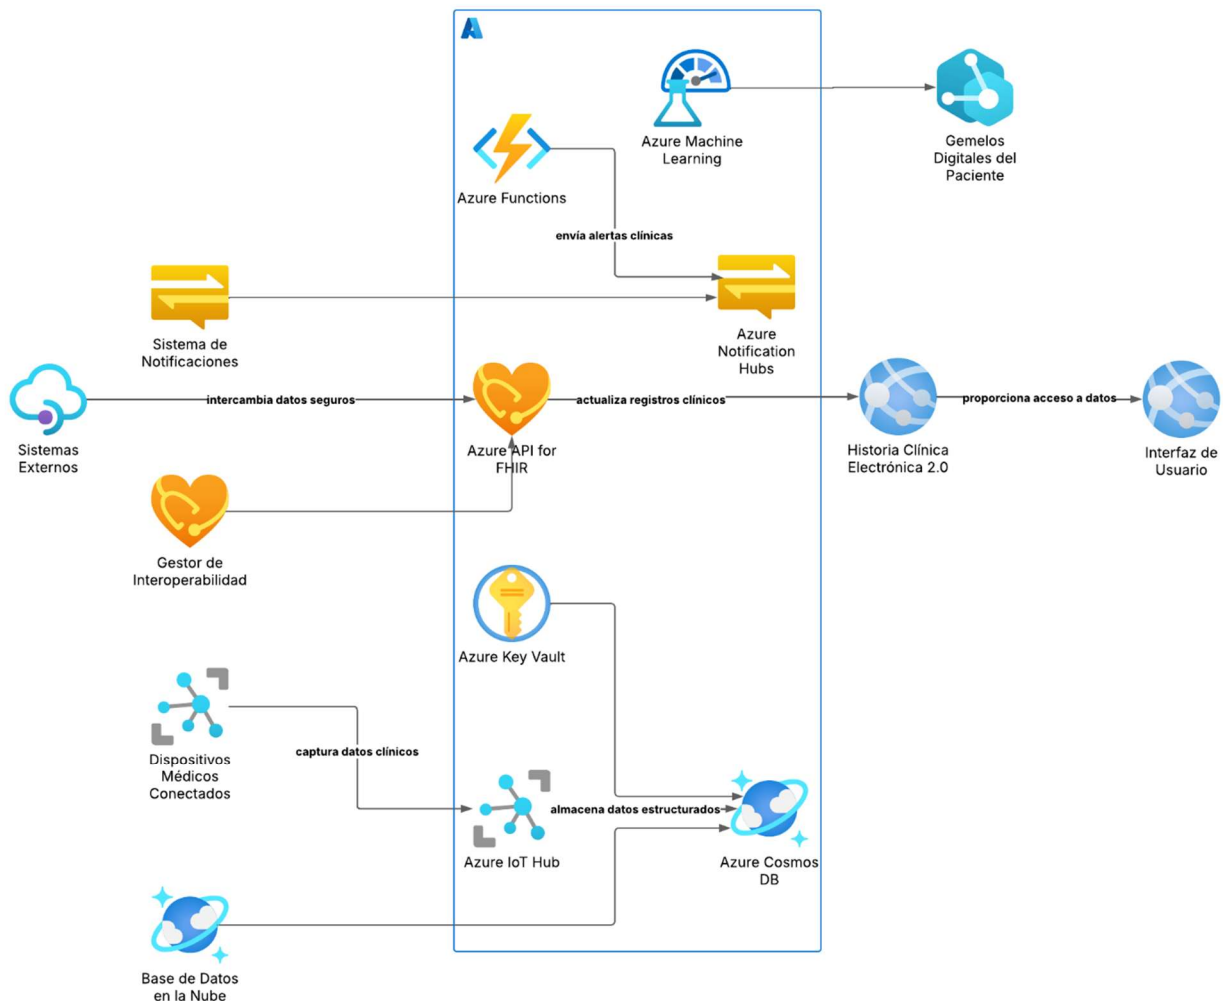 Azure Machine
Learning
Gemelos
Digitales del
Paciente
Azure Functions
envía alertas clínicas
Sistema de
Notificaciones
Azure
Notification
Hubs
Sistemas
Externos
intercambia datos seguros
Azure API for
FHIR
actualiza registros clínicos
Historia Clínica
Electrónica 2.0
proporciona acceso a datos
Interfaz de
Usuario
Gestor de
Interoperabilidad
Azure Key Vault
Dispositivos
Médicos
Conectados
captura datos clínicos
Azure IoT Hub
almacena datos estructurados
Azure Cosmos
DB
Base de Datos
en la Nube